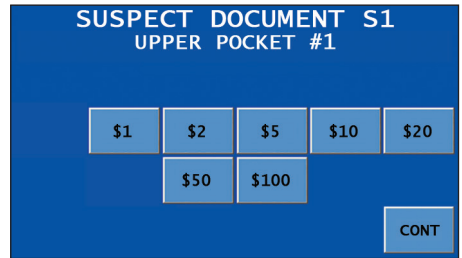 SUSPECT DOCUMENT S1
UPPER POCKET #1
$1 $2 $5 $10 $20
$50 $100
CONT